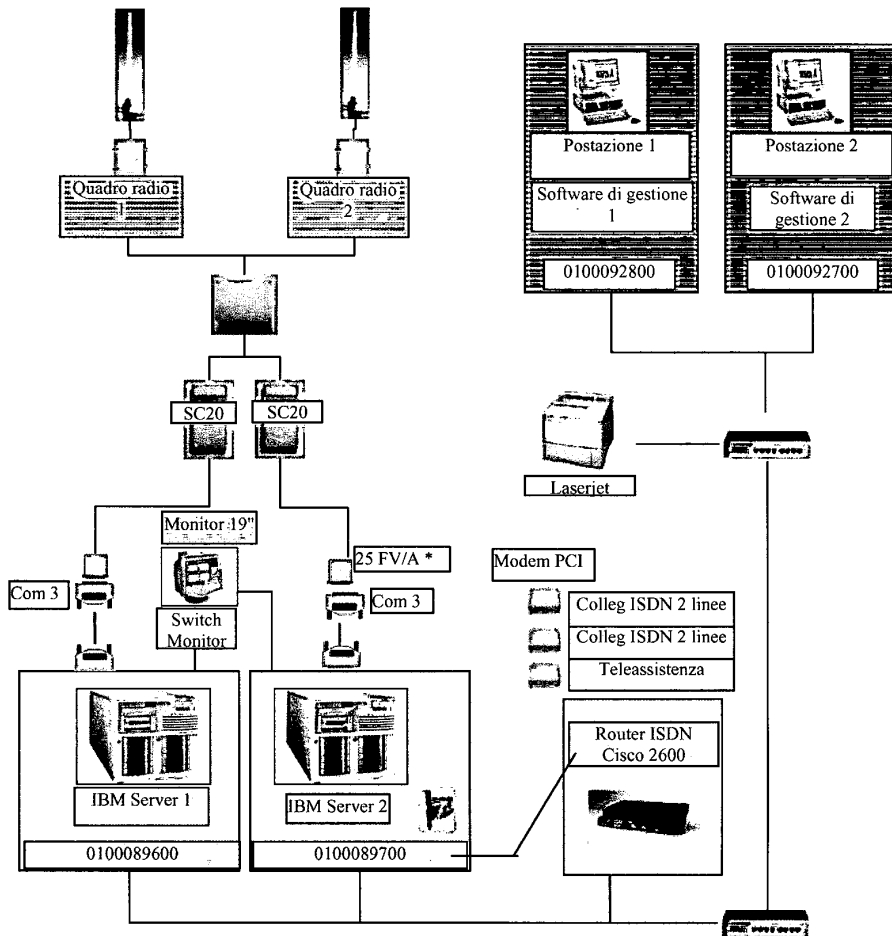 Quadro radio
1
Quadro radio
2
Postazione 1
Postazione 2
Software di gestione
1
Software di
gestione 2
0100092800
0100092700
SC20
SC20
Laserjet
Monitor 19"
25 FV/A *
Modem PCI
Com 3
Com 3
Switch
Monitor
Colleg ISDN 2 linee
Colleg ISDN 2 linee
Teleassistenza
Router ISDN
Cisco 2600
IBM Server 1
IBM Server 2
0100089600
0100089700